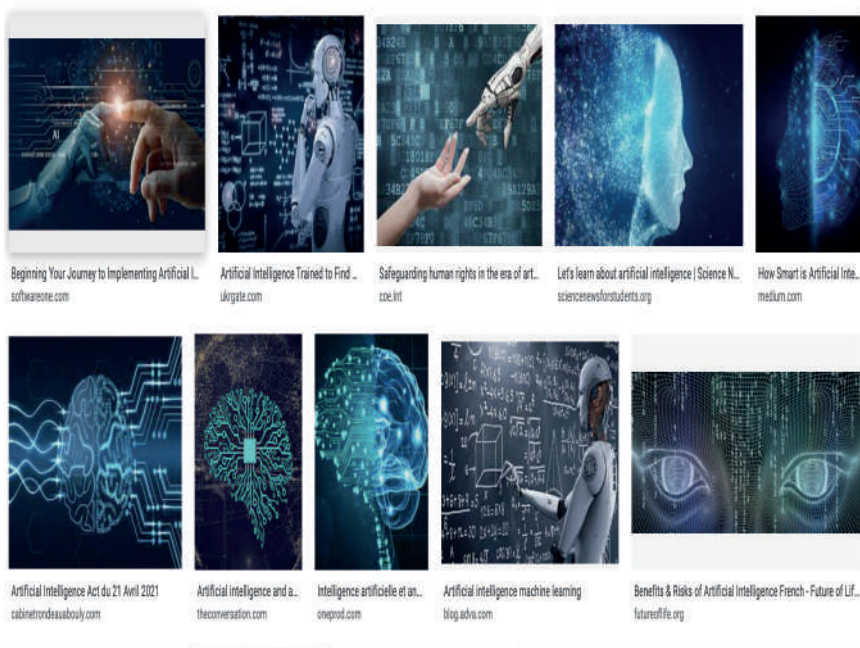 AI
Beginning Your Journey to Implementing Artificial I...
softwareone.com
Artificial Intelligence Trained to Find ...
ukrgate.com
Safeguarding human rights in the era of art...
coe.int
Let's learn about artificial intelligence | Science N...
sciencenewsforstudents.org
How Smart is Artificial Inte...
medium.com
Artificial Intelligence Act du 21 Avril 2021
cabinetrondeauabouly.com
Artificial intelligence and a...
theconversation.com
Intelligence artificielle et an...
oneprod.com
Artificial intelligence machine learning
blog.adva.com
Benefits & Risks of Artificial Intelligence French - Future of Lif...
futureoflife.org